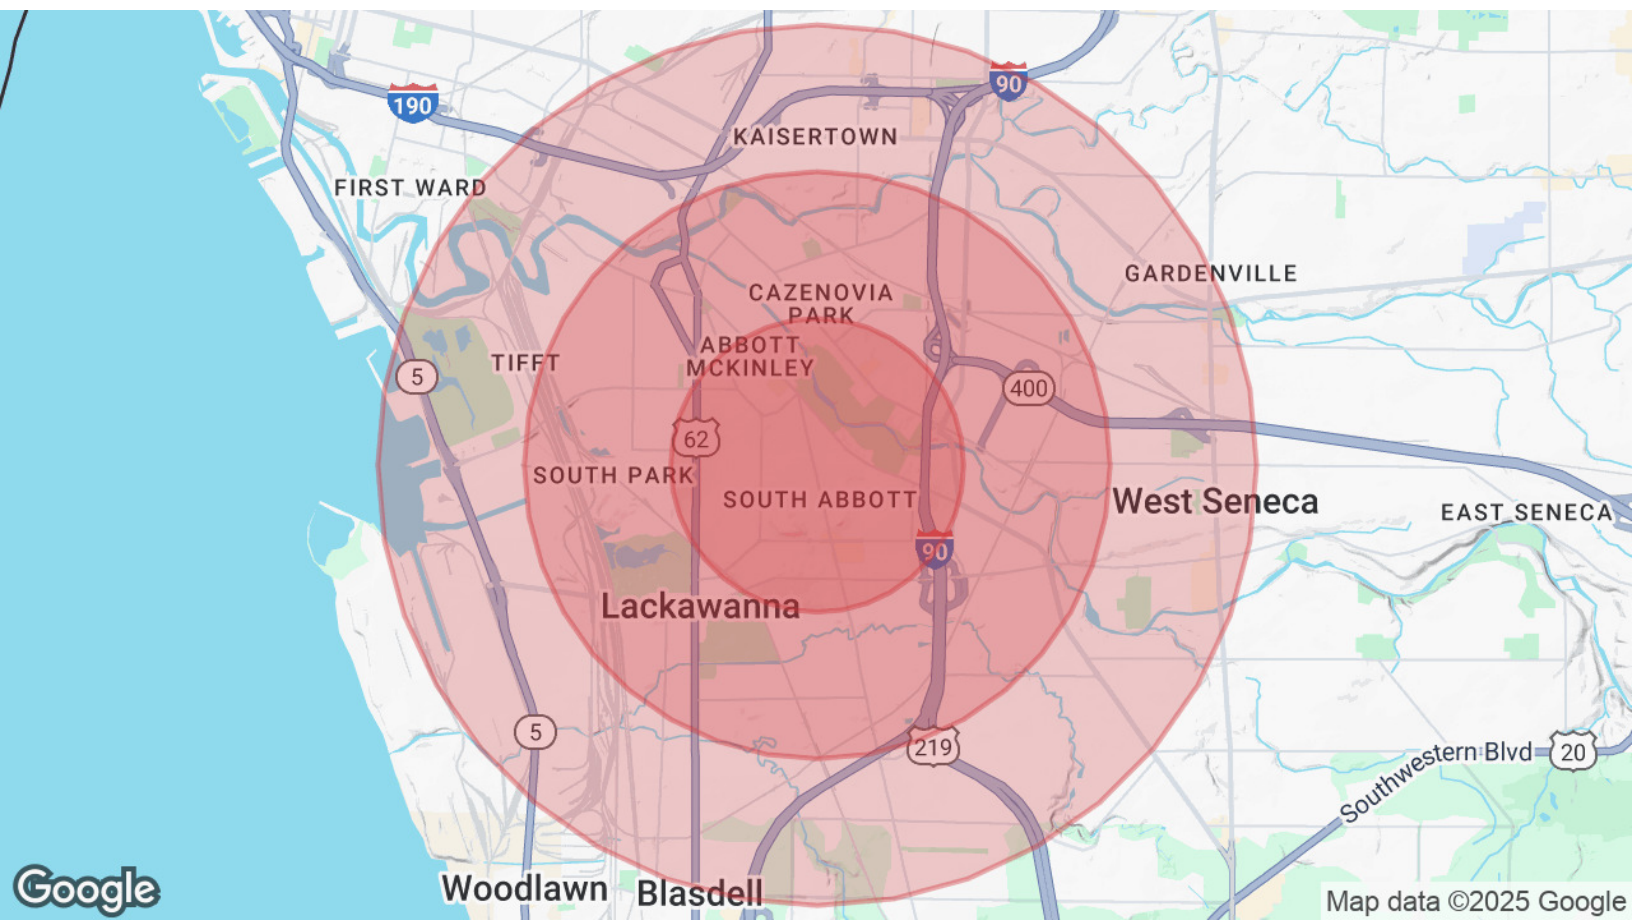 90
190
KAISERTOWN
FIRST WARD
GARDENVILLE
CAZENOVIA
PARK
ABBOTT
MCKINLEY
TIFFT
5
400
62
SOUTH PARK
SOUTH ABBOTT
West Seneca
EAST SENECA
90
Lackawanna
5
219
Southwestern Blvd
20
Woodlawn
Blasdell
Google
Map data ©2025 Google